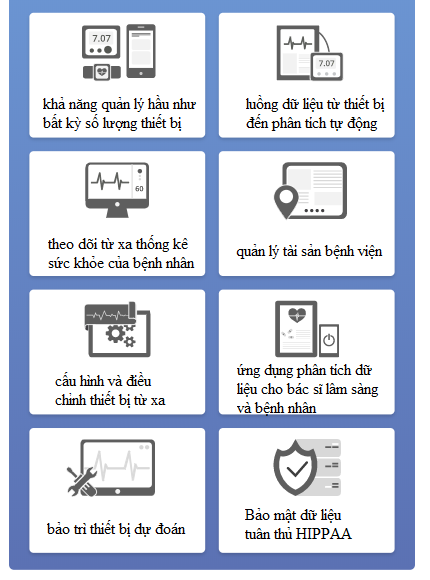 7.07
khả năng quản lý hầu như
bất kỳ số lượng thiết bị
7.07
luồng dữ liệu từ thiết bị
đến phân tích tự động
60
theo dõi từ xa thống kê
sức khỏe của bệnh nhân
quản lý tài sản bệnh viện
cấu hình và điều
chỉnh thiết bị từ xa
ứng dụng phân tích dữ
liệu cho bác sĩ lâm sàng
và bệnh nhân
bảo trì thiết bị dự đoán
Bảo mật dữ liệu
tuân thủ HIPPAA